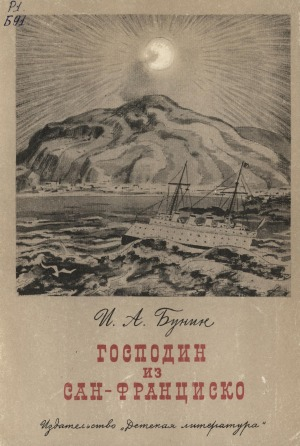 Р1
Б91
И. А. Бунин
ГОСПОДИН
ИЗ
САН-ФРАНЦИСКО
Издательство „Детская литература"